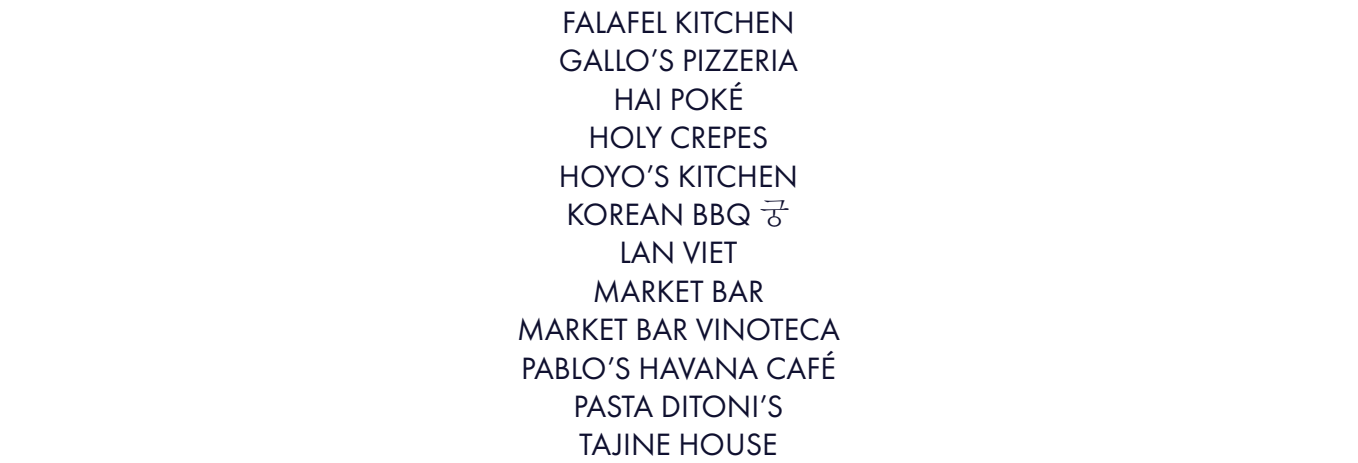 FALAFEL KITCHEN
GALLO’S PIZZERIA
HAI POKÉ
HOLY CREPES
HOYO’S KITCHEN
KOREAN BBQ 궁
LAN VIET
MARKET BAR
MARKET BAR VINOTECA
PABLO’S HAVANA CAFÉ
PASTA DITONI’S
TAJINE HOUSE